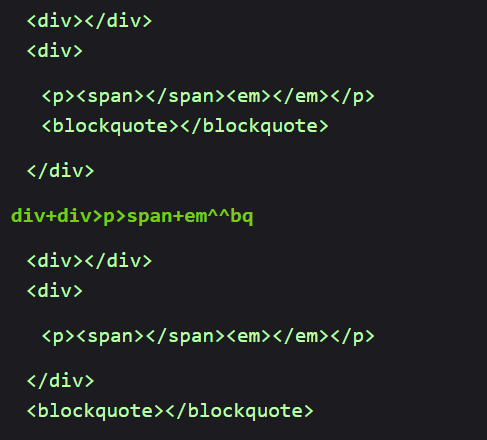 <div></div>
<div>
<p><span></span><em></em></p>
<blockquote></blockquote>
</div>
div+div>p>span+em^^bq
<div></div>
<div>
<p><span></span><em></em></p>
</div>
<blockquote></blockquote>